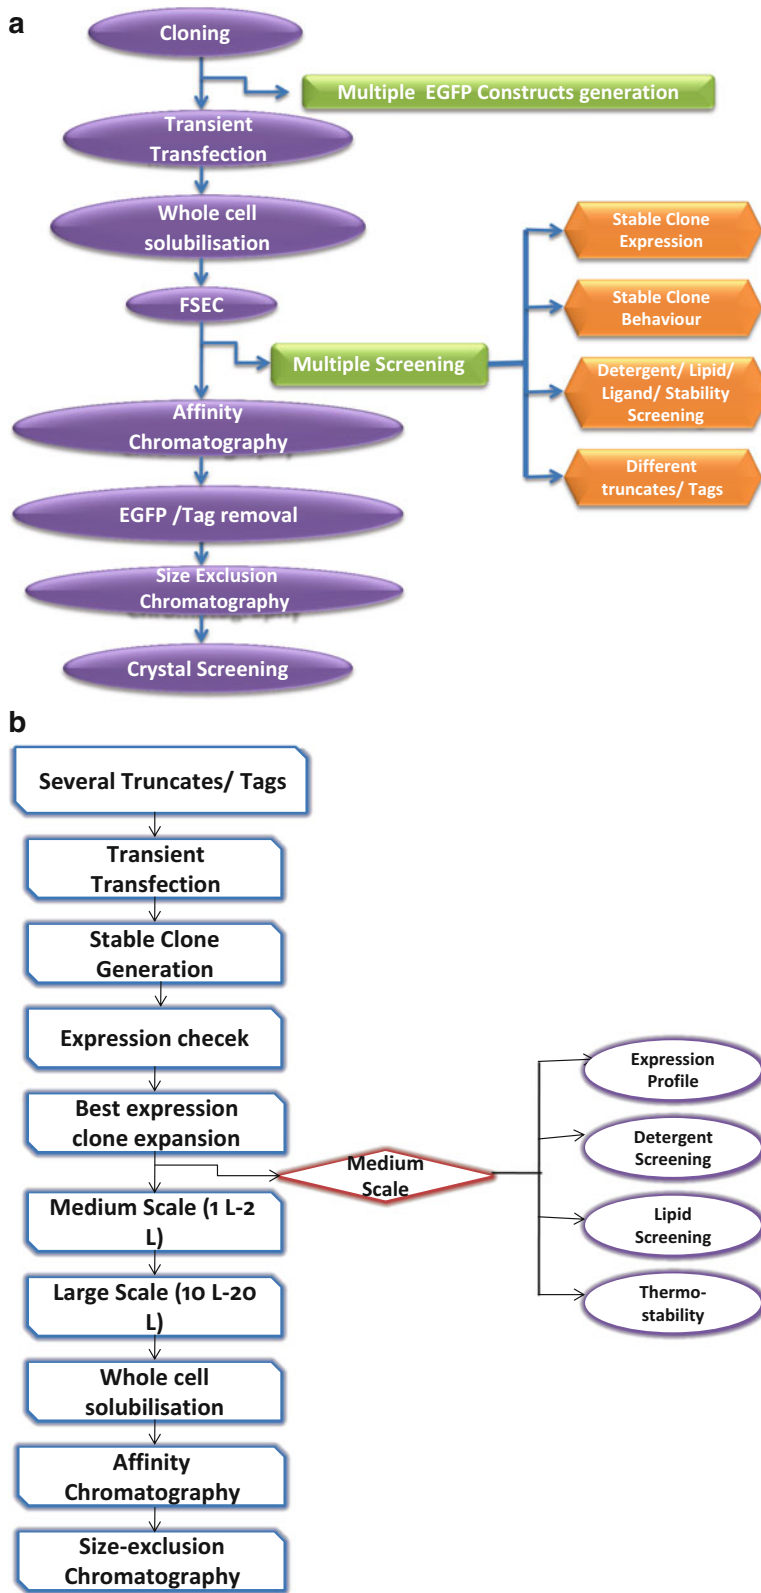 a
Cloning
Multiple EGFP Constructs generation
Transient
Transfection
Whole cell
solubilisation
FSEC
Multiple Screening
Stable Clone
Expression
Stable Clone
Behaviour
Detergent/ Lipid/
Ligand/ Stability
Screening
Different
truncates/ Tags
Affinity
Chromatography
EGFP /Tag removal
Size Exclusion
Chromatography
Crystal Screening
b
Several Truncates/ Tags
Transient
Transfection
Stable Clone
Generation
Expression checek
Best expression
clone expansion
Medium
Scale
Expression
Profile
Detergent
Screening
Lipid
Screening
Thermo-
stability
Medium Scale (1 L-2
L)
Large Scale (10 L-20
L)
Whole cell
solubilisation
Affinity
Chromatography
Size-exclusion
Chromatography